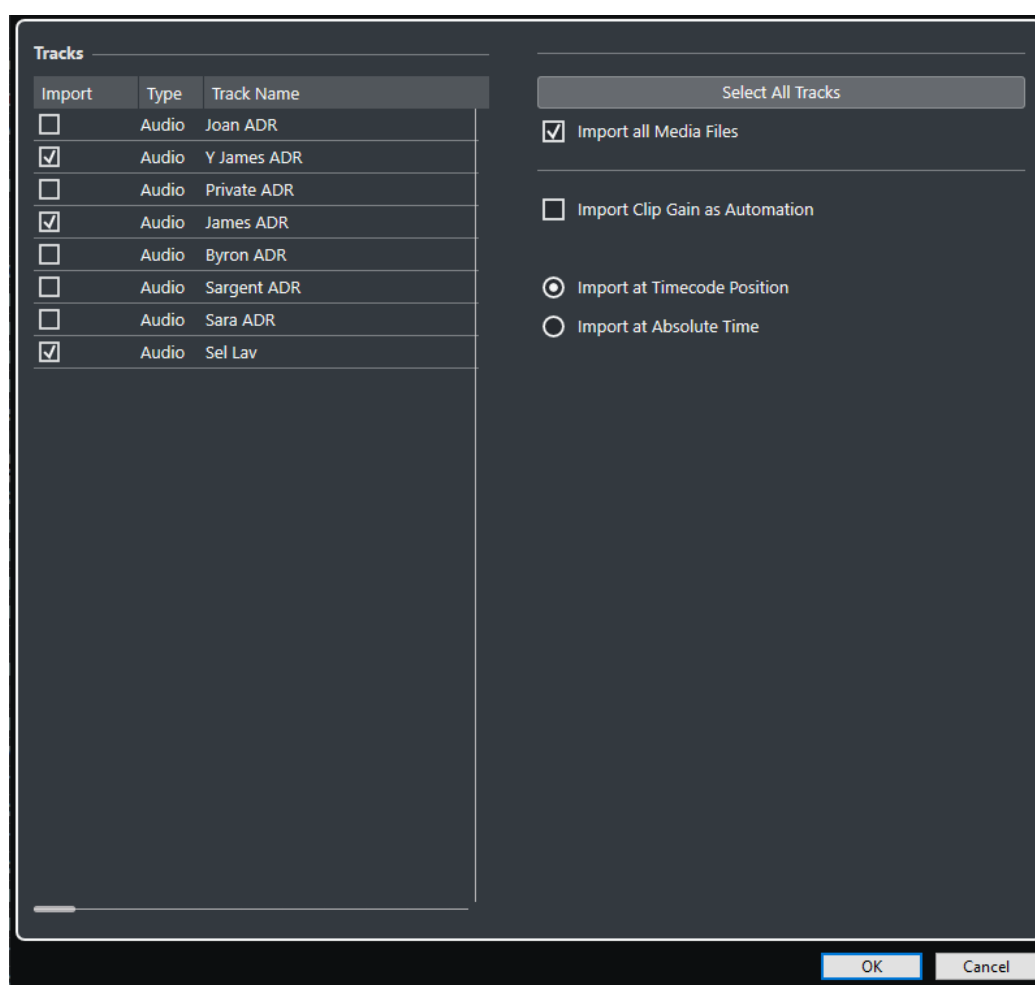 Tracks
Import Type Track Name
Audio Joan ADR
Audio Y James ADR
Audio Private ADR
Audio James ADR
Audio Byron ADR
Audio Sargent ADR
Audio Sara ADR
Audio Sel Lav
Select All Tracks
Import all Media Files
Import Clip Gain as Automation
Import at Timecode Position
Import at Absolute Time
OK Cancel